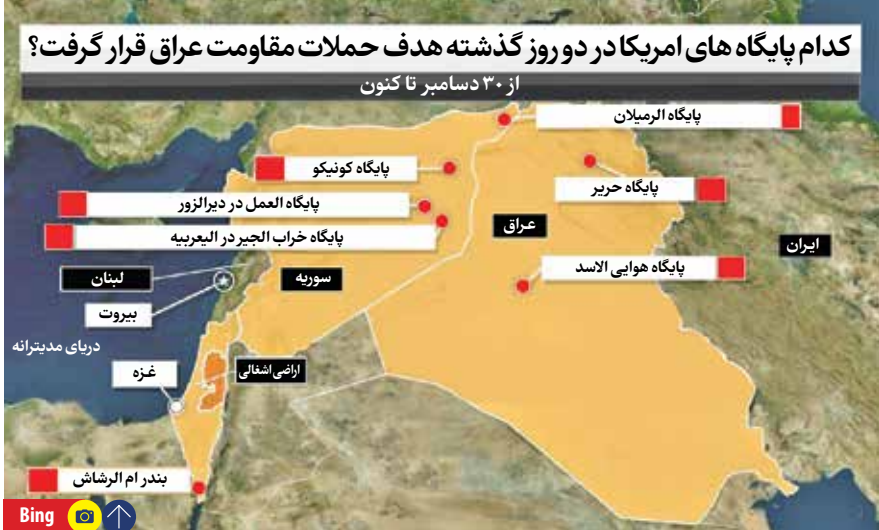 کدام پایگاه های امریکا در دو روز گذشته هدف حملات مقاومت عراق قرار گرفت؟
از ۳۰ دسامبر تا کنون
پایگاه الرمیلان
پایگاه کونیکو
پایگاه حریر
پایگاه العمل در دیرالزور
عراق
پایگاه خراب الجیر در الیعربیه
ایران
پایگاه هوایی الاسد
لبنان
سوریه
بیروت
دریای مدیترانه
اراضی اشغالی
غزه
بندر ام الرشاش
Bing